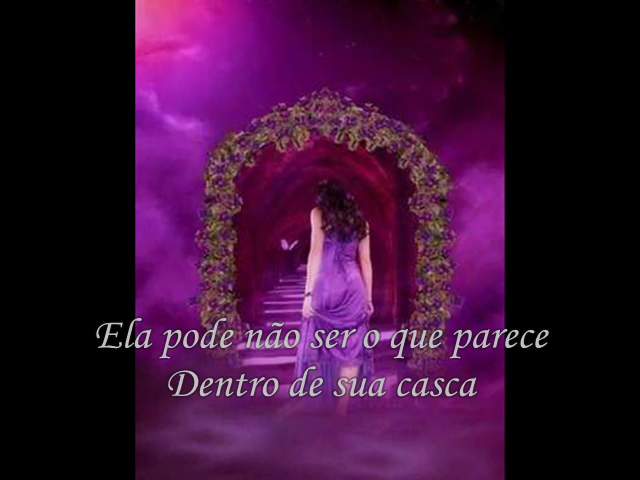 Ela pode não ser o que parece
Dentro de sua casca